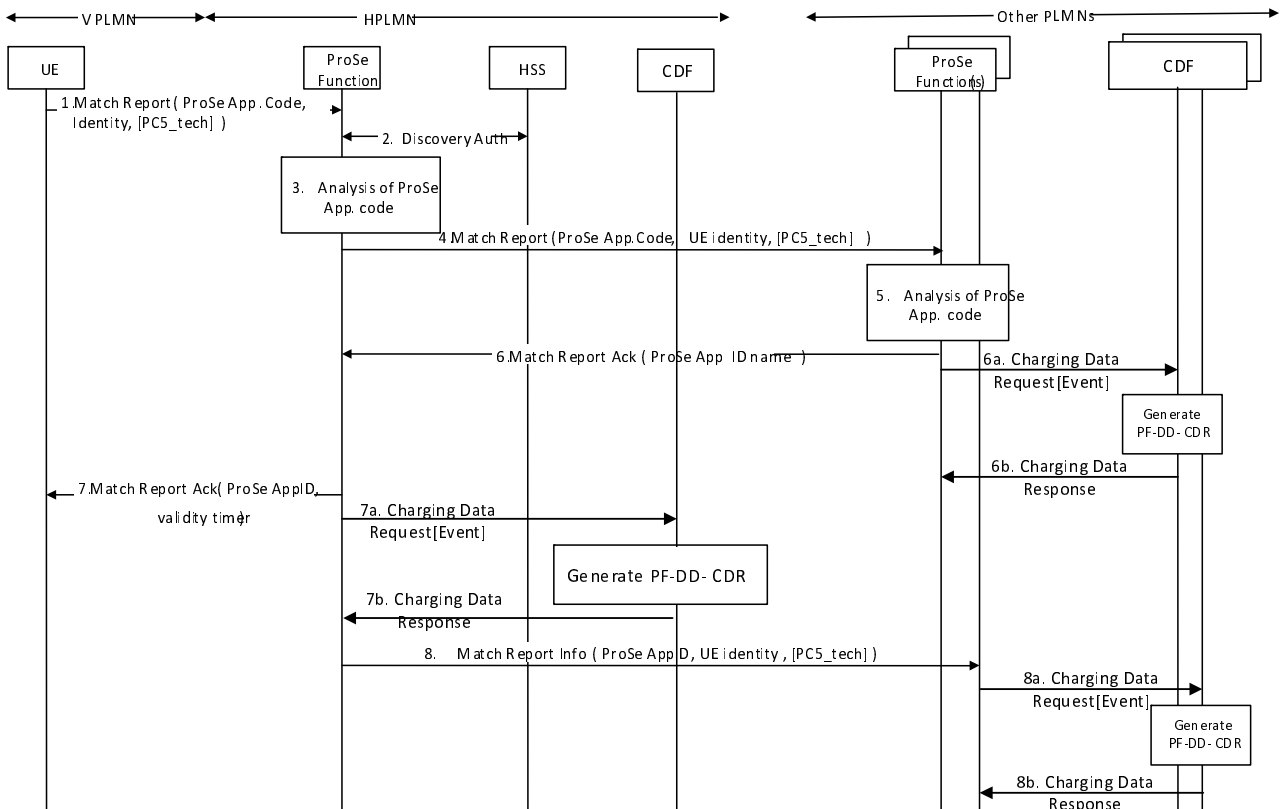 VPLMN HPLMN Other PLMNs
UE
ProSe
Function
HSS
CDF
ProSe
Function(s)
CDF
1.Match Report( ProSe App. Code,
Identity, [PC5_tech] )
2. Discovery Auth
3. Analysis of ProSe
App. code
4.Match Report (ProSe App.Code, UE identity, [PC5_tech] )
5. Analysis of ProSe
App. code
6.Match Report Ack ( ProSe App ID name )
6a. Charging Data
Request[Event]
Generate
PF-DD-CDR
6b. Charging Data
Response
7.Match Report Ack( ProSe AppID,
validity timer)
7a. Charging Data
Request[Event]
Generate PF-DD-CDR
7b. Charging Data
Response
8. Match Report Info ( ProSe AppID, UE identity , [PC5_tech] )
8a. Charging Data
Request[Event]
Generate
PF-DD-CDR
8b. Charging Data
Response